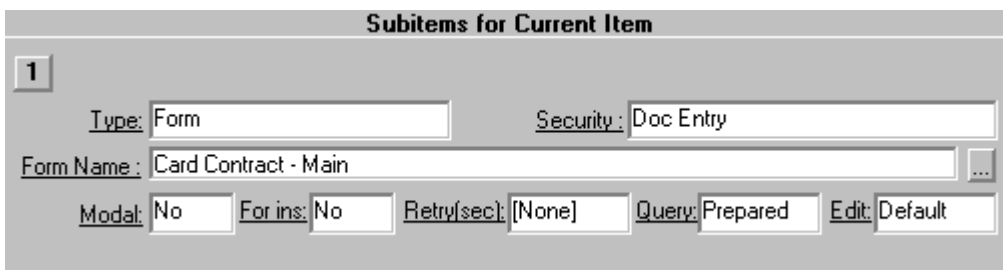 Subitems for Current Item
1
Type: Form Security : Doc Entry
Form Name : Card Contract - Main ...
Modal: No For ins: No Retry(sec): [None] Query: Prepared Edit: Default